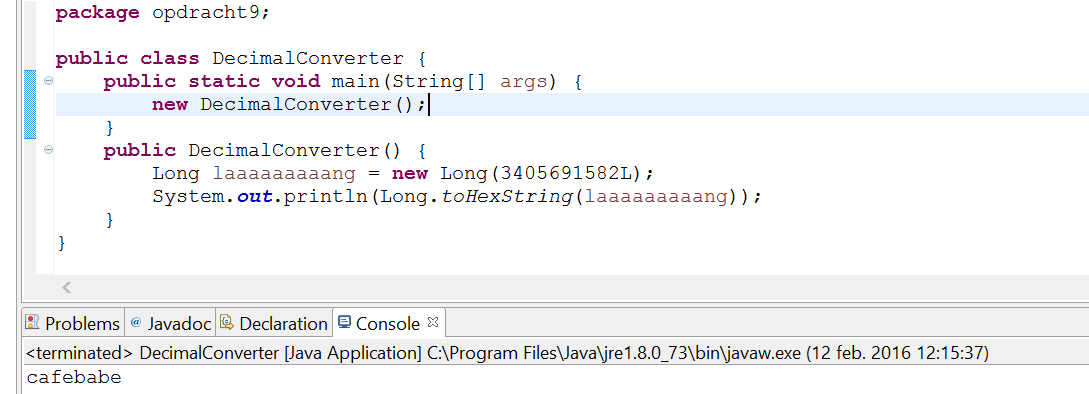 package opdracht9;
public class DecimalConverter {
public static void main(String[] args) {
new DecimalConverter();
}
public DecimalConverter() {
Long laaaaaaaaang = new Long(3405691582L);
System.out.println(Long.toHexString(laaaaaaaaang));
}
}
Problems @ Javadoc Declaration Console
<terminated> DecimalConverter [Java Application] C:\Program Files\Java\jre1.8.0_73\bin\javaw.exe (12 feb. 2016 12:15:37)
cafebabe